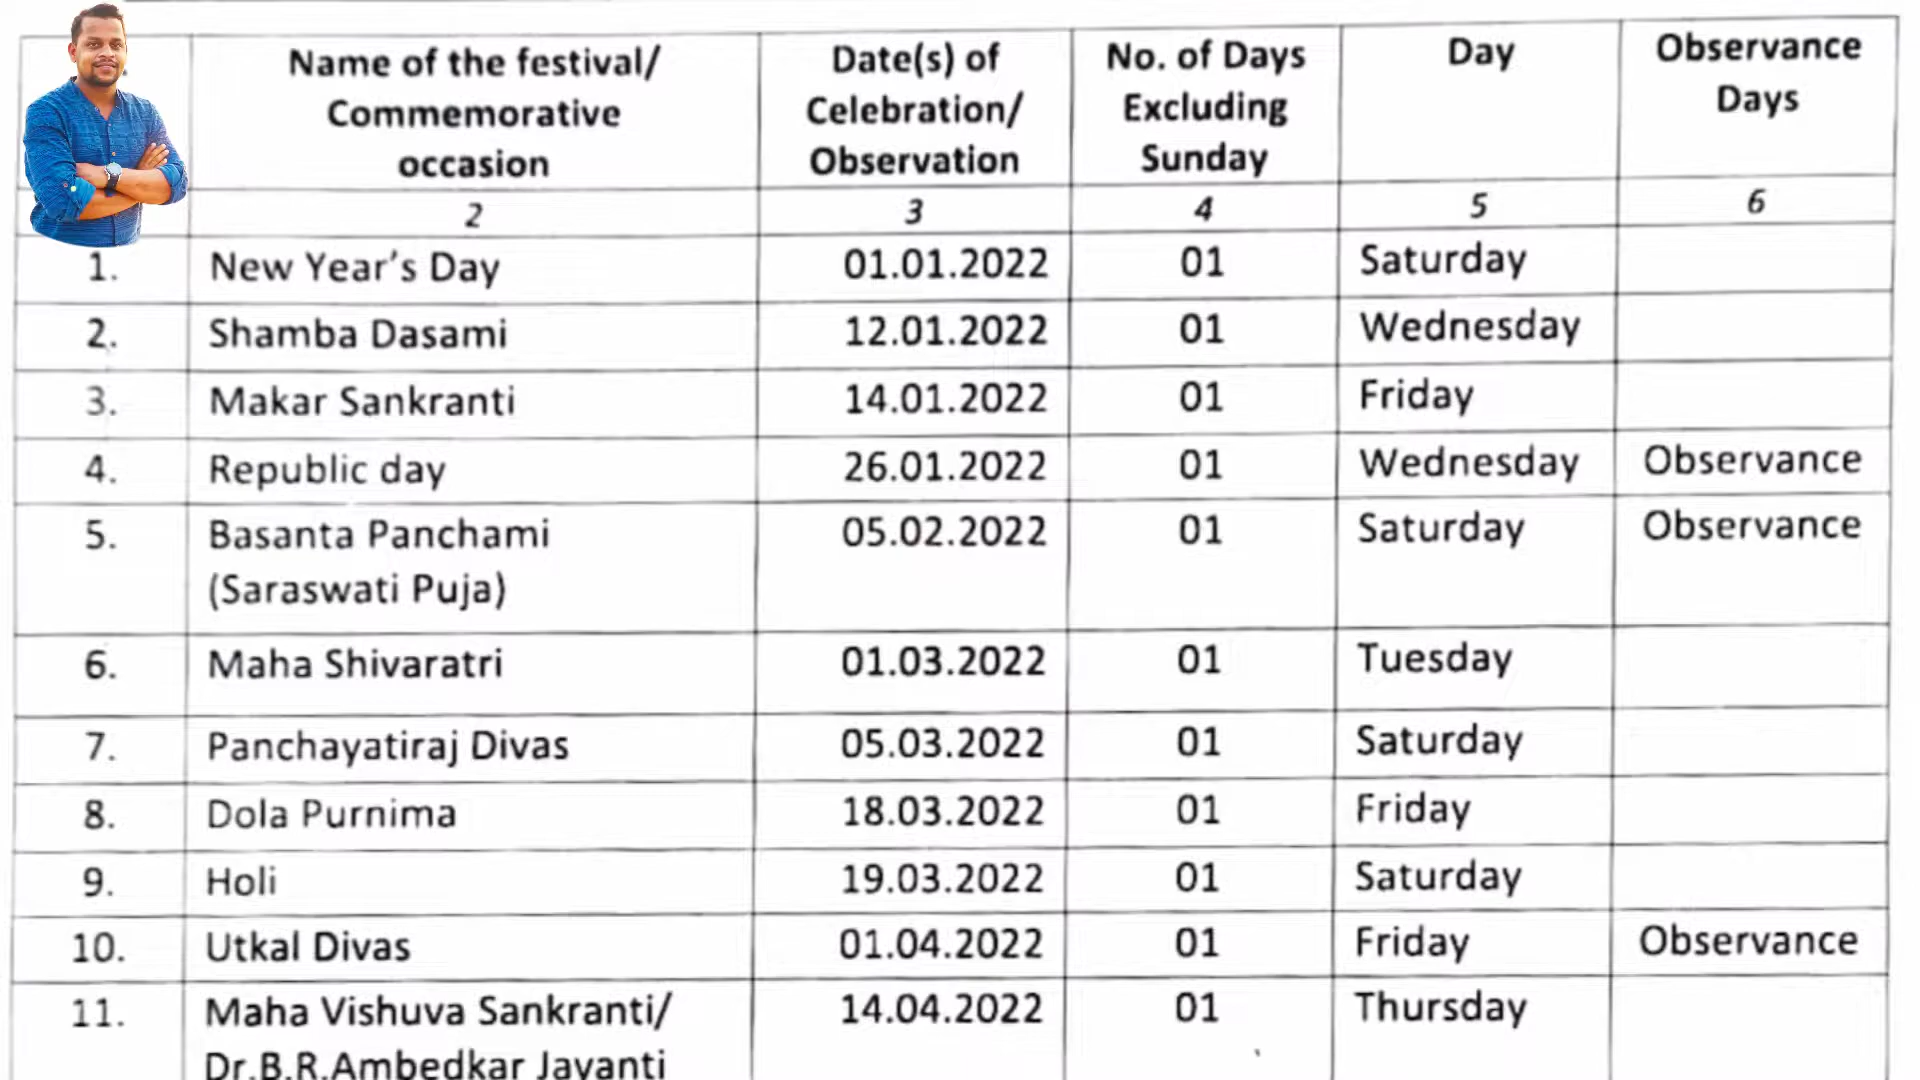 Name of the festival/ Commemorative occasion | Date(s) of Celebration/ Observation | No. of Days Excluding Sunday | Day | Observance Days
2 | 3 | 4 | 5 | 6
1. | New Year's Day | 01.01.2022 | 01 | Saturday
2. | Shamba Dasami | 12.01.2022 | 01 | Wednesday
3. | Makar Sankranti | 14.01.2022 | 01 | Friday
4. | Republic day | 26.01.2022 | 01 | Wednesday | Observance
5. | Basanta Panchami | 05.02.2022 | 01 | Saturday | Observance
(Saraswati Puja)
6. | Maha Shivaratri | 01.03.2022 | 01 | Tuesday
7. | Panchayatiraj Divas | 05.03.2022 | 01 | Saturday
8. | Dola Purnima | 18.03.2022 | 01 | Friday
9. | Holi | 19.03.2022 | 01 | Saturday
10. | Utkal Divas | 01.04.2022 | 01 | Friday | Observance
11. | Maha Vishuva Sankranti/ | 14.04.2022 | 01 | Thursday
Dr.B.R.Ambedkar Jayanti